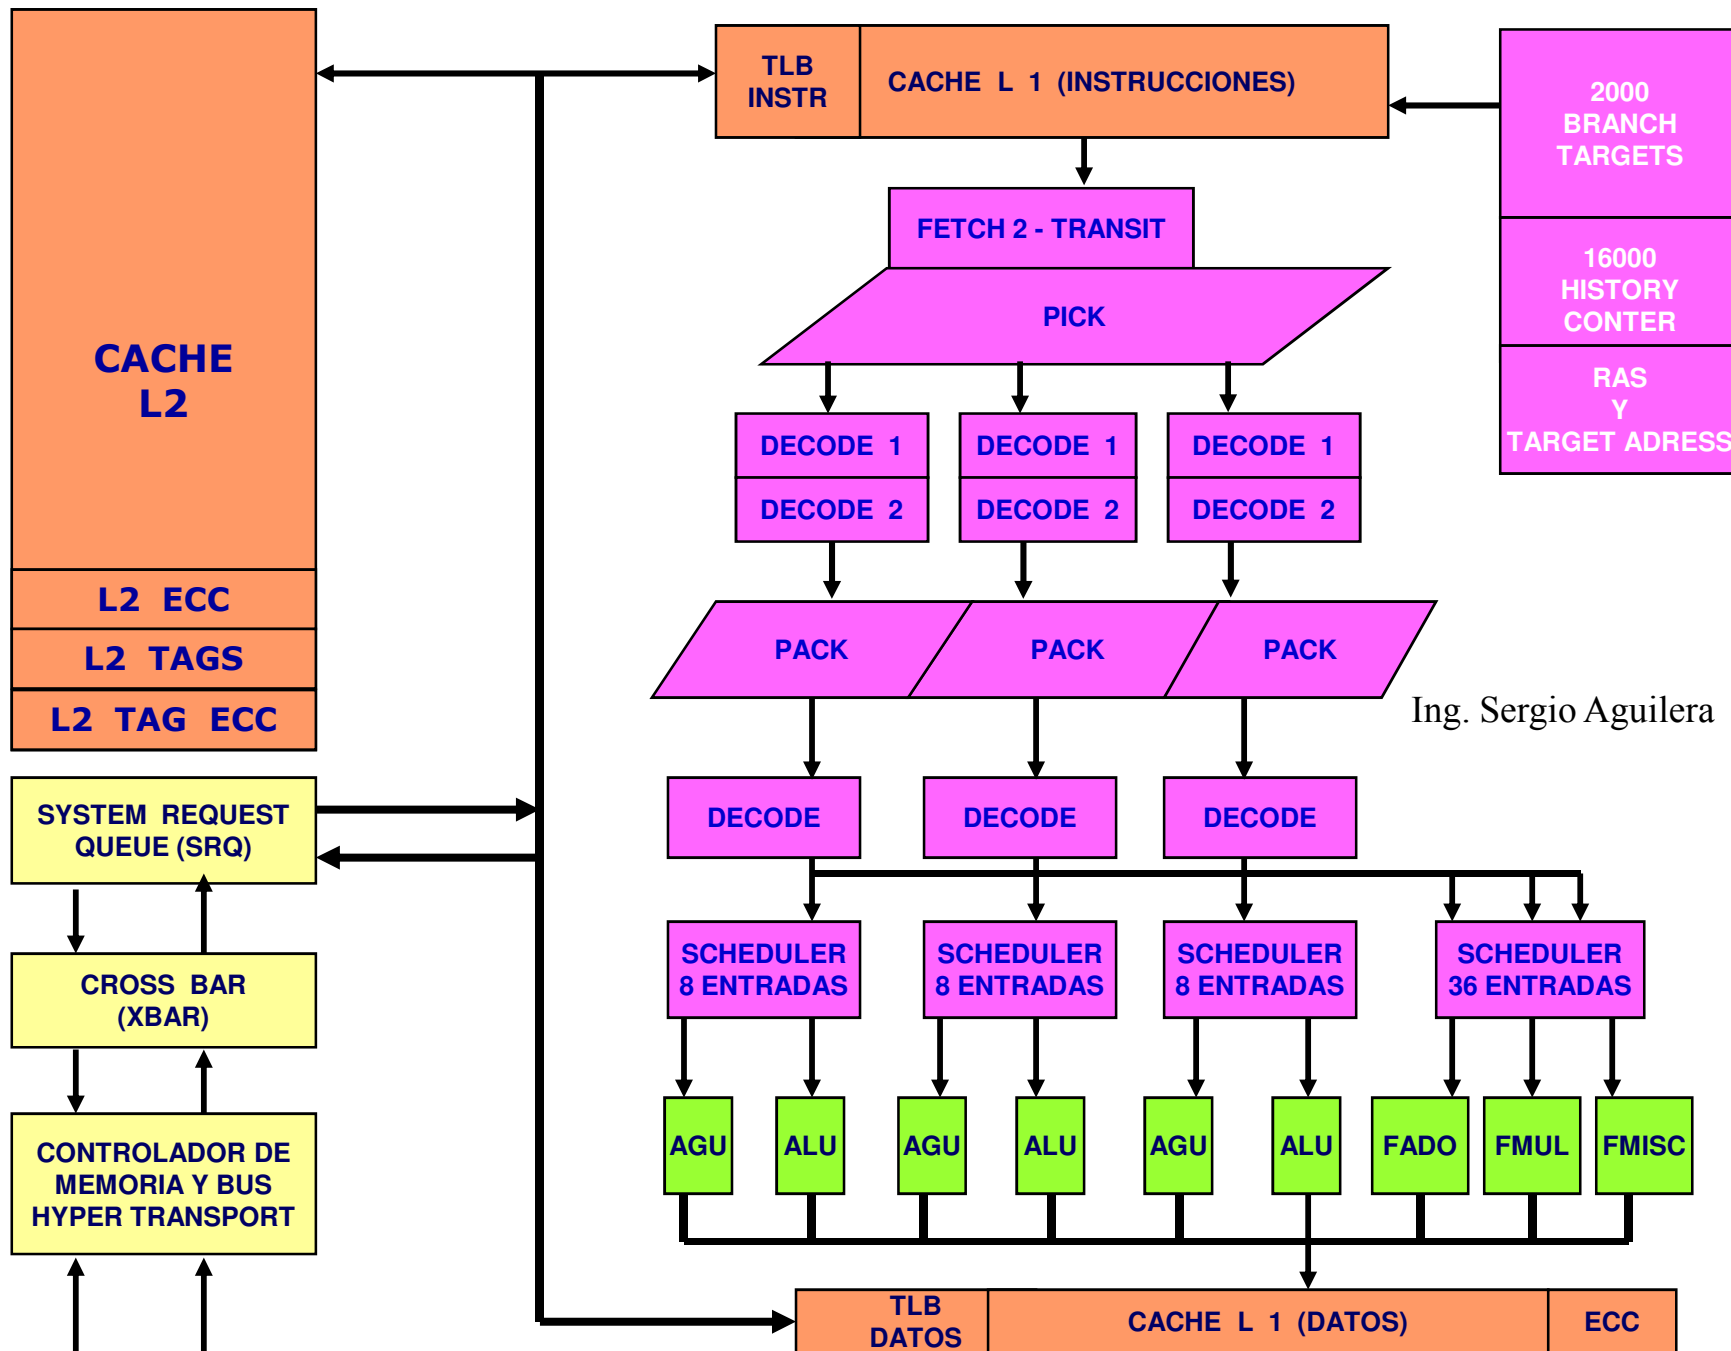 CACHE
L2
L2 ECC
L2 TAGS
L2 TAG ECC
SYSTEM REQUEST
QUEUE (SRQ)
CROSS BAR
(XBAR)
CONTROLADOR DE
MEMORIA Y BUS
HYPER TRANSPORT
TLB
INSTR
CACHE L 1 (INSTRUCCIONES)
2000
BRANCH
TARGETS
16000
HISTORY
CONTER
RAS
Y
TARGET ADRESS
FETCH 2 - TRANSIT
PICK
DECODE 1 DECODE 1 DECODE 1
DECODE 2 DECODE 2 DECODE 2
PACK PACK PACK
Ing. Sergio Aguilera
DECODE DECODE DECODE
SCHEDULER
8 ENTRADAS
SCHEDULER
8 ENTRADAS
SCHEDULER
8 ENTRADAS
SCHEDULER
36 ENTRADAS
AGU ALU AGU ALU AGU ALU FADO FMUL FMISC
TLB
DATOS
CACHE L 1 (DATOS)
ECC